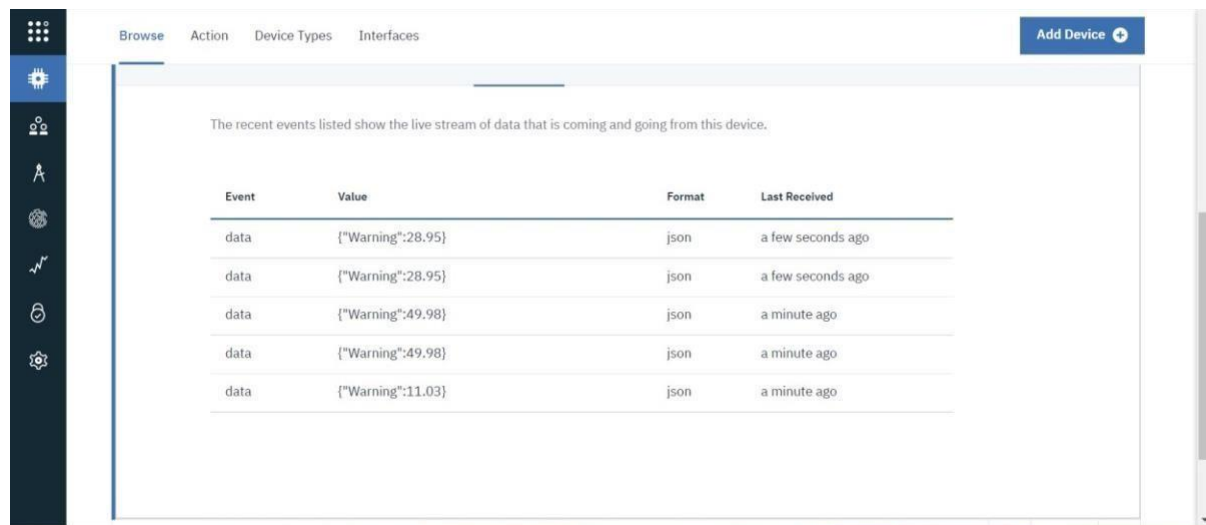 Browse Action Device Types Interfaces Add Device
The recent events listed show the live stream of data that is coming and going from this device.
Event Value Format Last Received
data {"Warning":28.95} json a few seconds ago
data {"Warning":28.95} json a few seconds ago
data {"Warning":49.98} json a minute ago
data {"Warning":49.98} json a minute ago
data {"Warning":11.03} json a minute ago